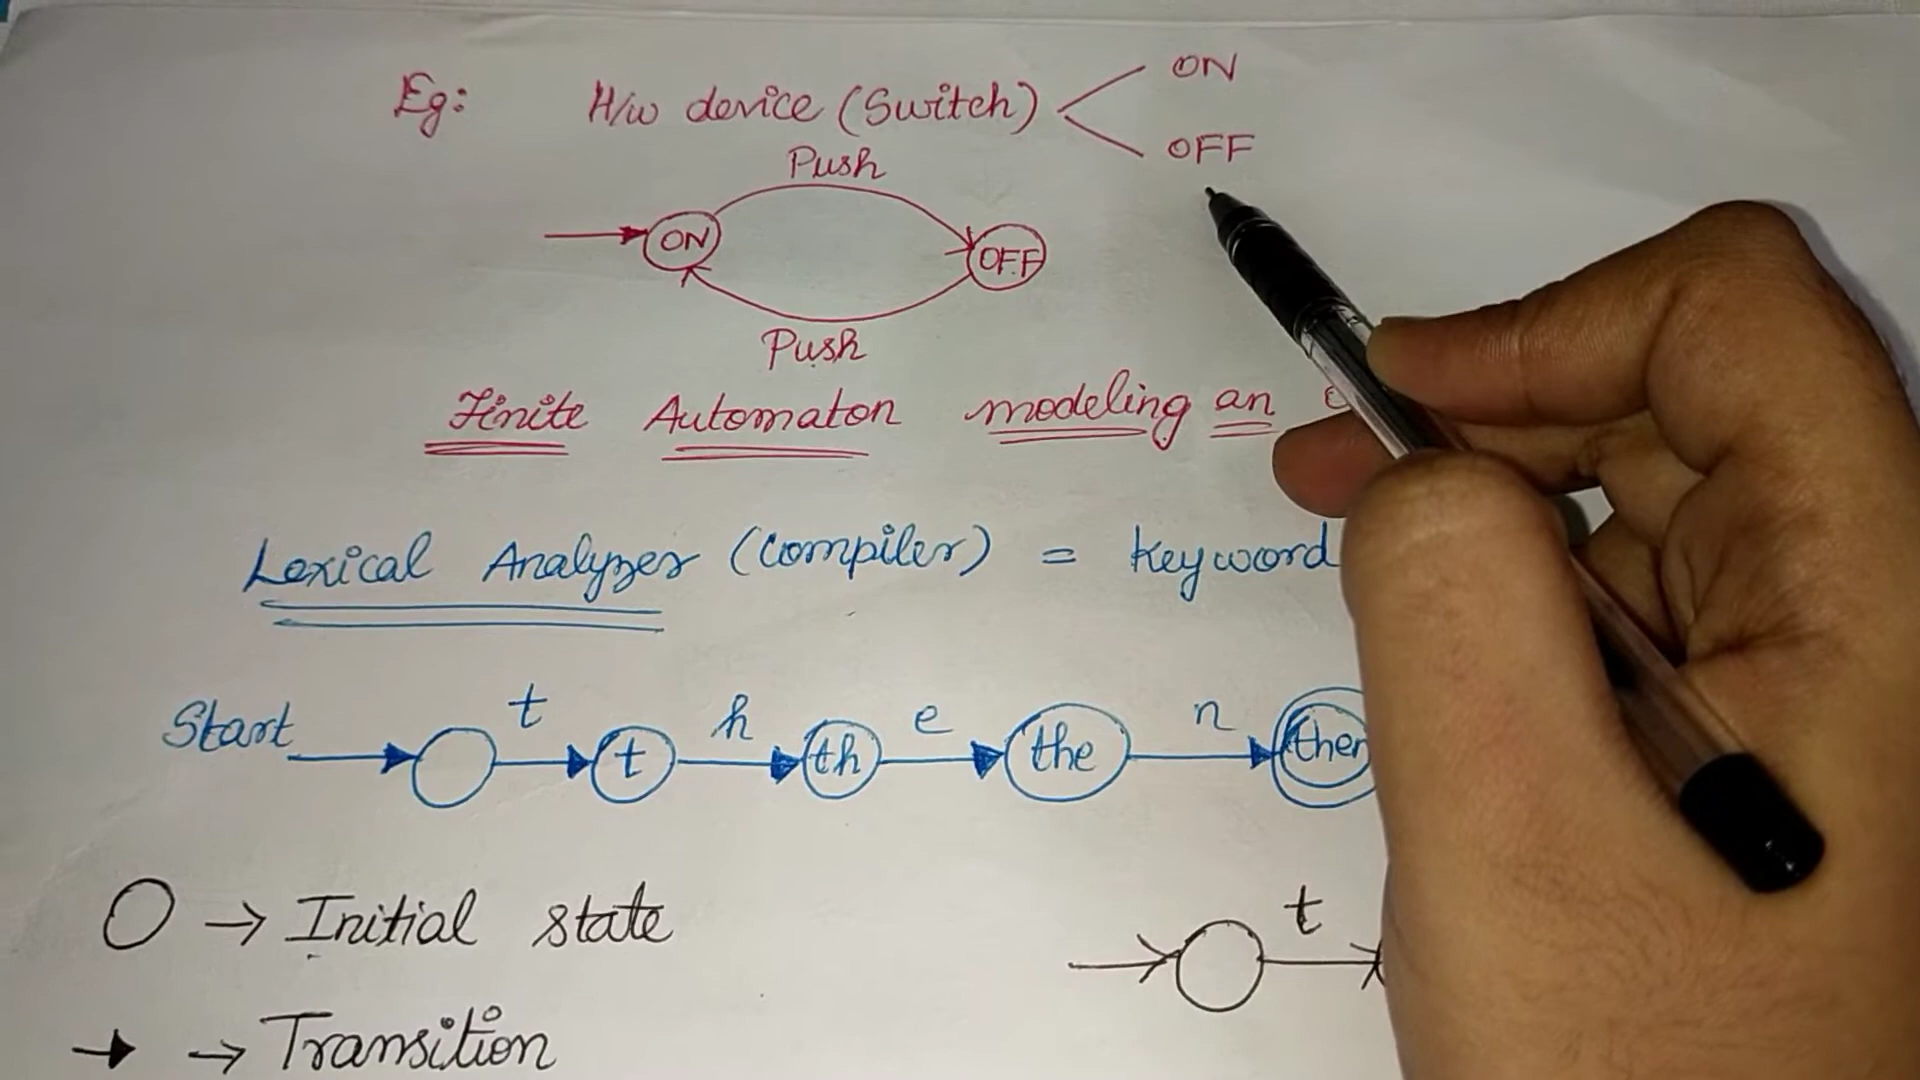 Eg: H/w device (Switch) ON
OFF
Push
ON OFF
Push
Finite Automaton modeling an
Lexical Analyzer (compiler) = Keyword
Start t h e n
t th the then
O → Initial state
t
→ → Transition